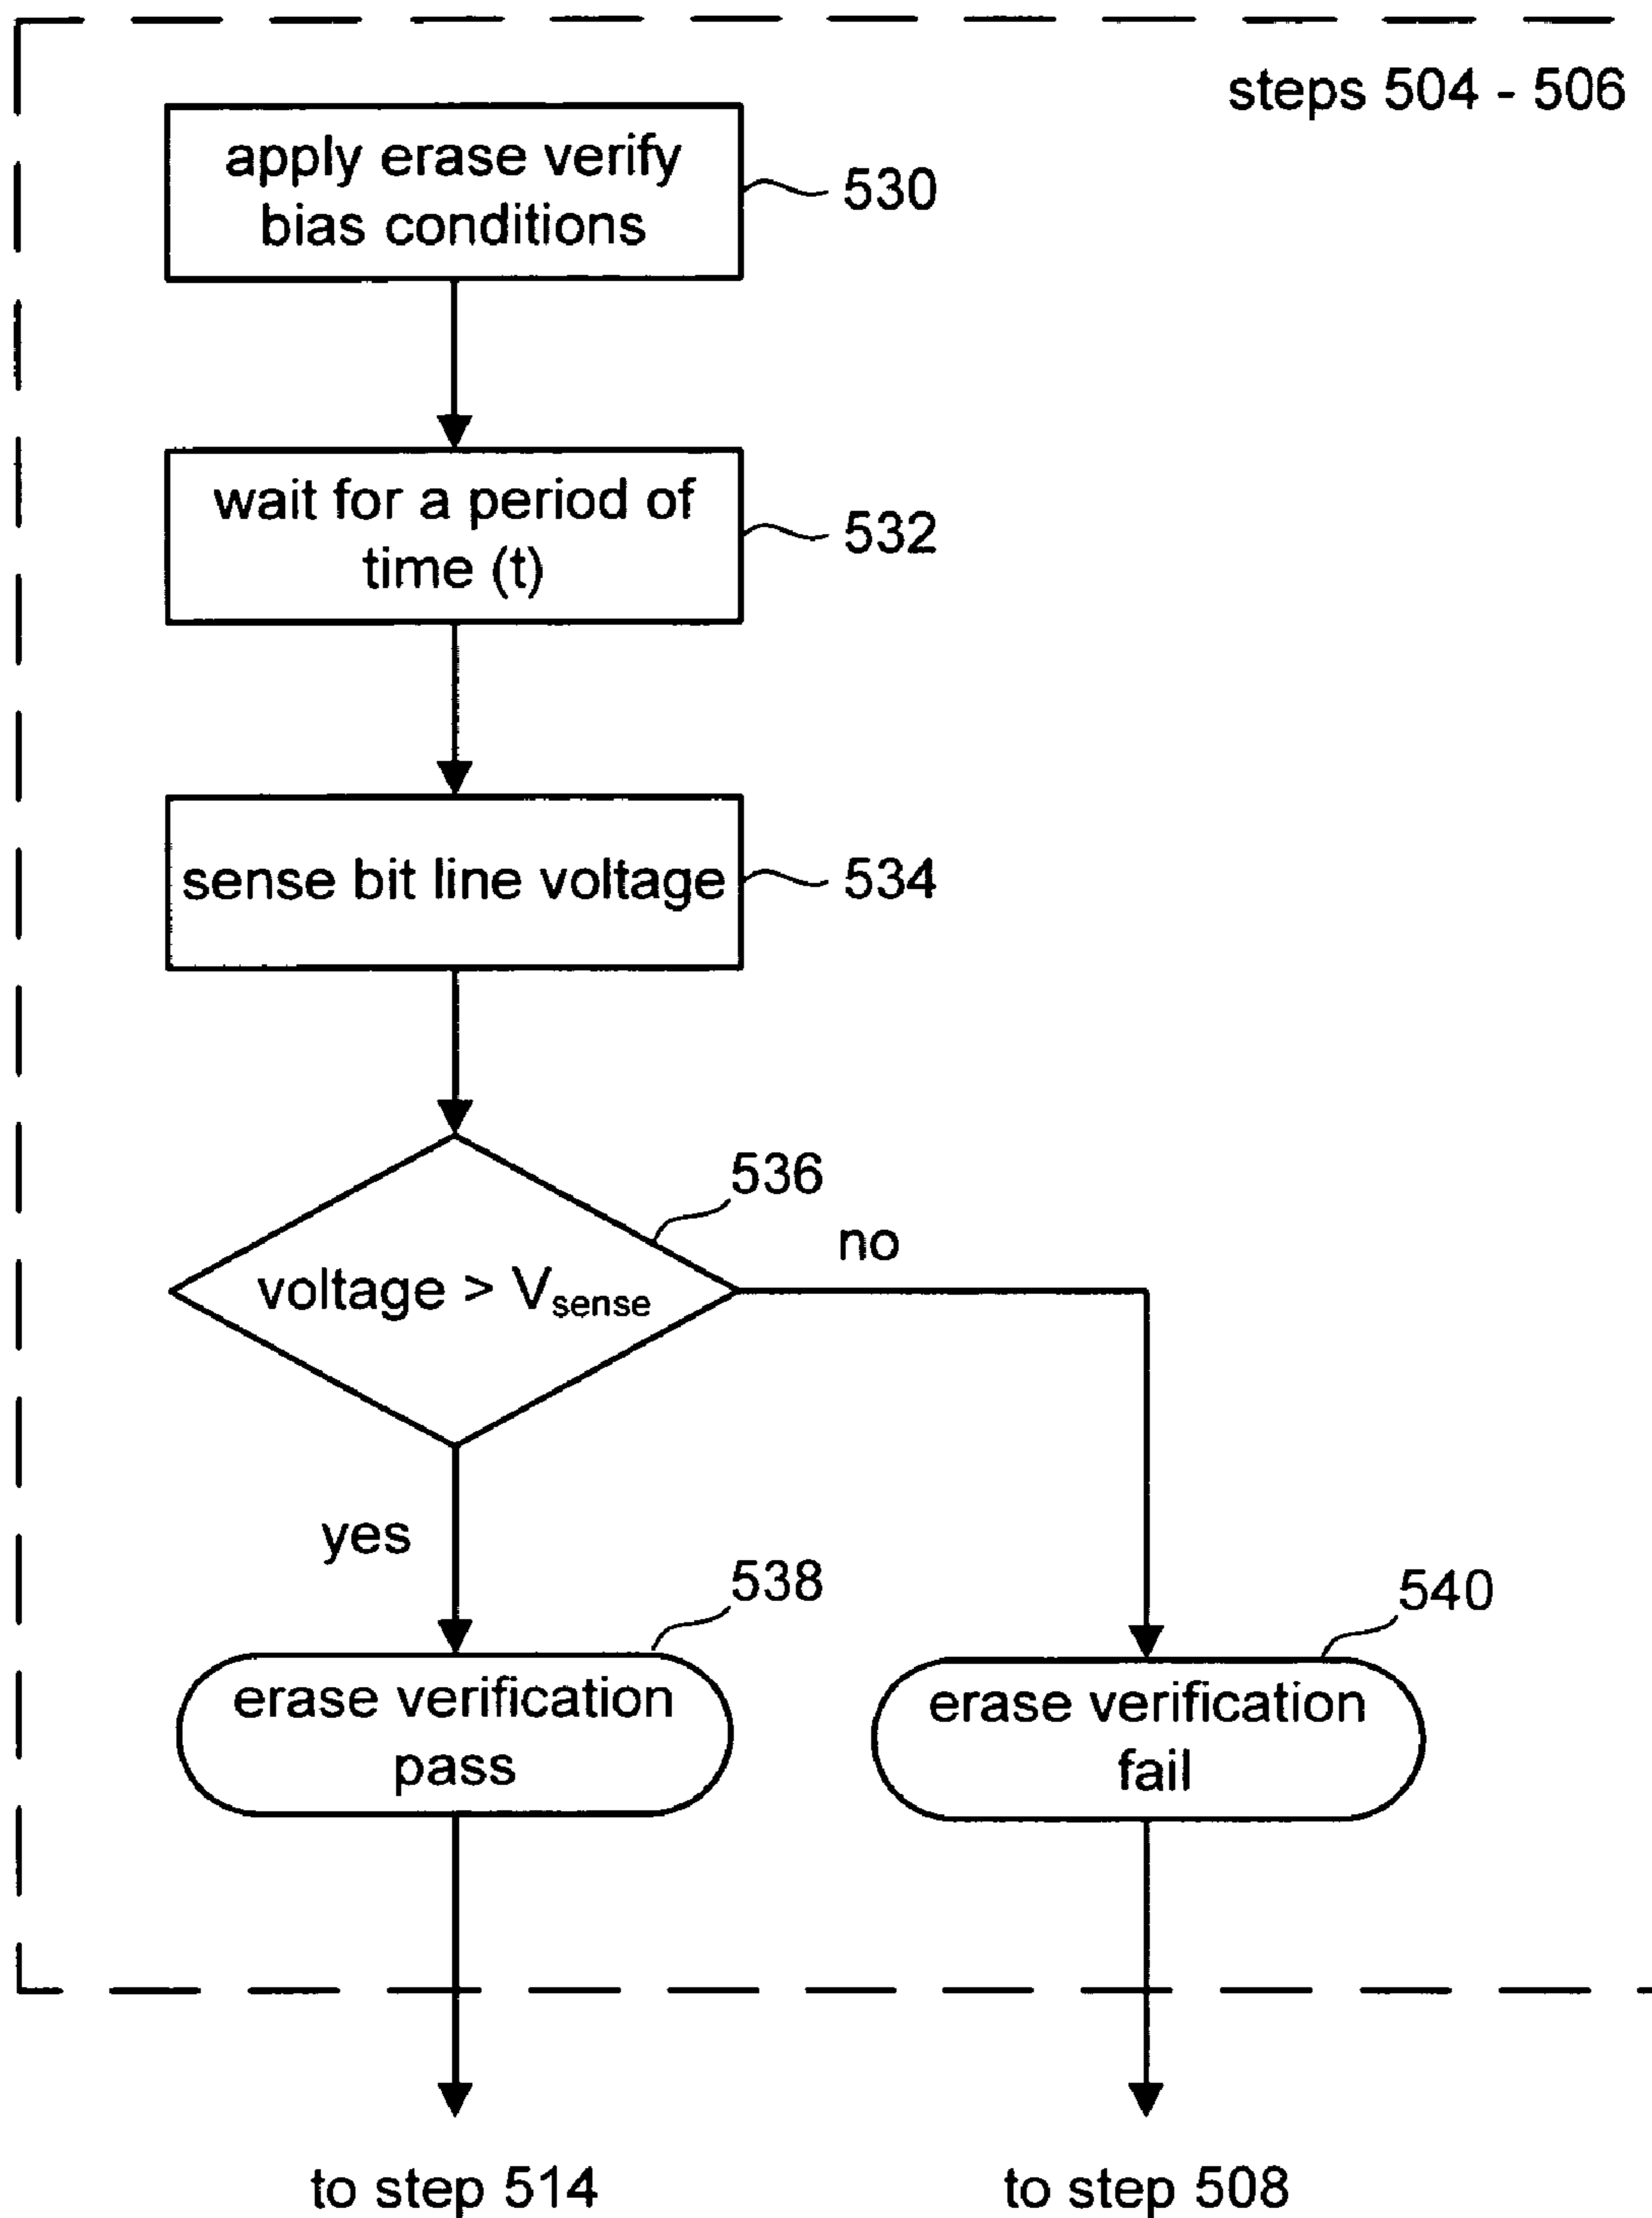 steps 504 - 506
apply erase verify
bias conditions
530
wait for a period of
time (t)
532
sense bit line voltage
534
536
voltage > Vsense
no
yes
538
erase verification
pass
540
erase verification
fail
to step 514
to step 508